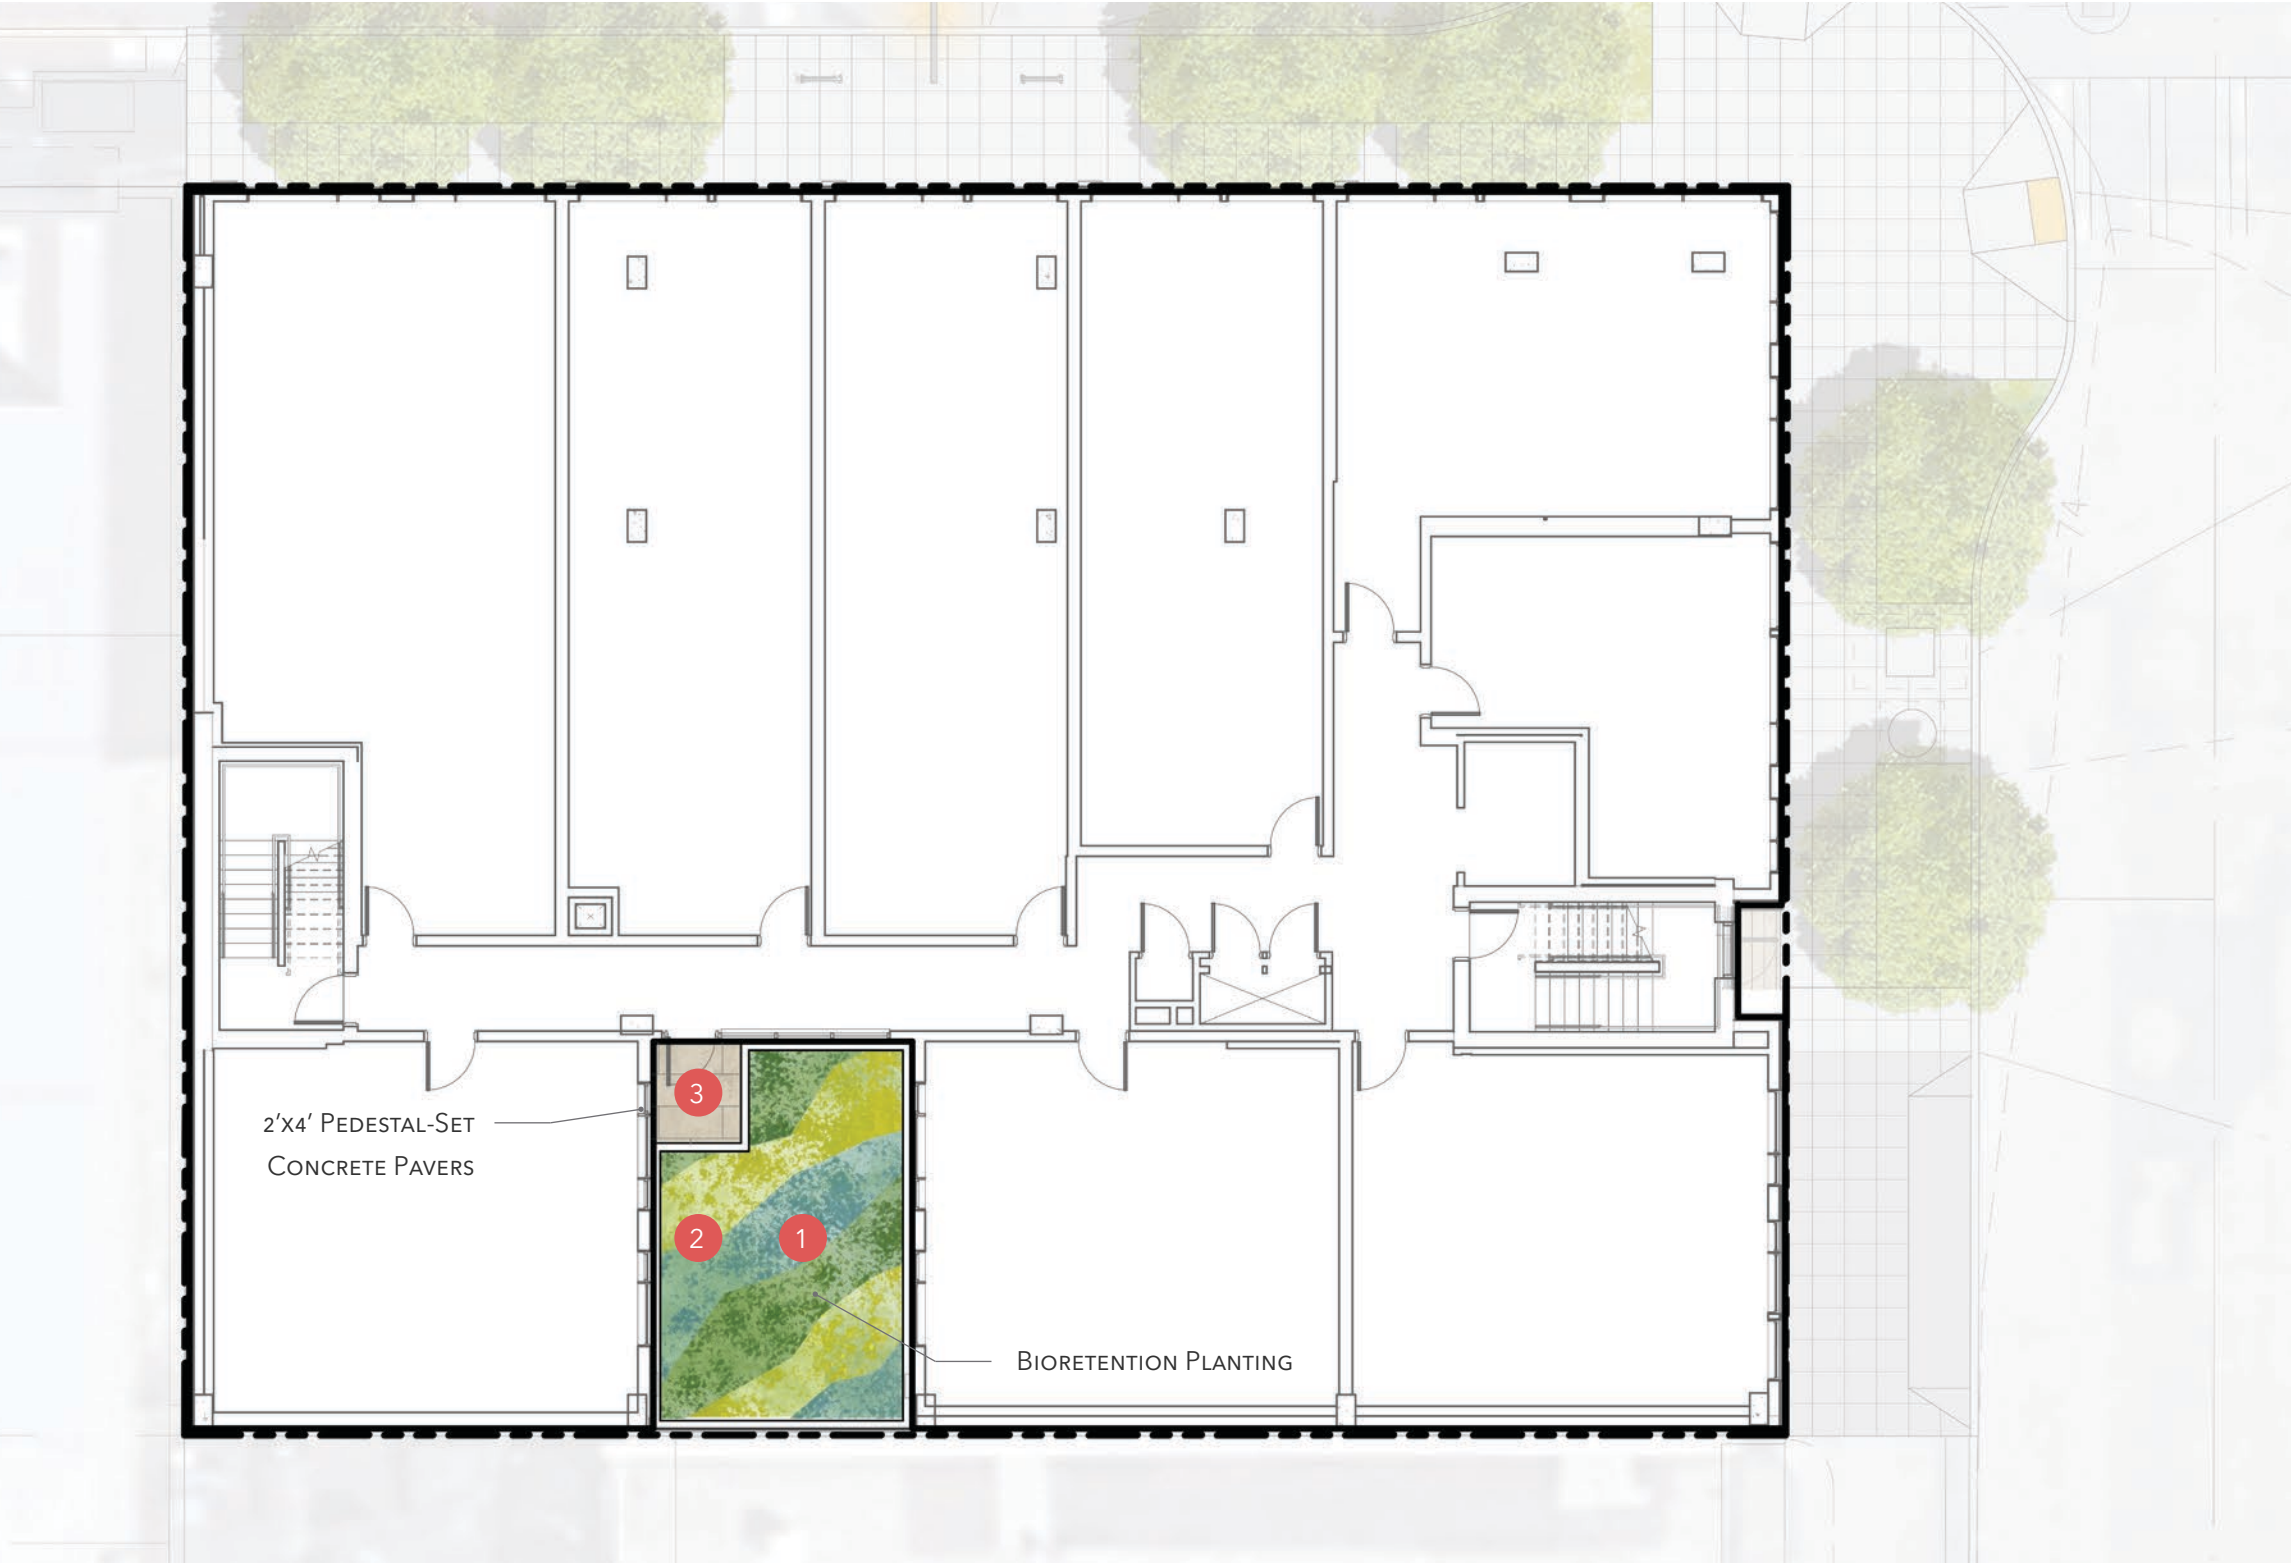 3
2'x4' Pedestal-Set
Concrete Pavers
2
1
Bioretention Planting